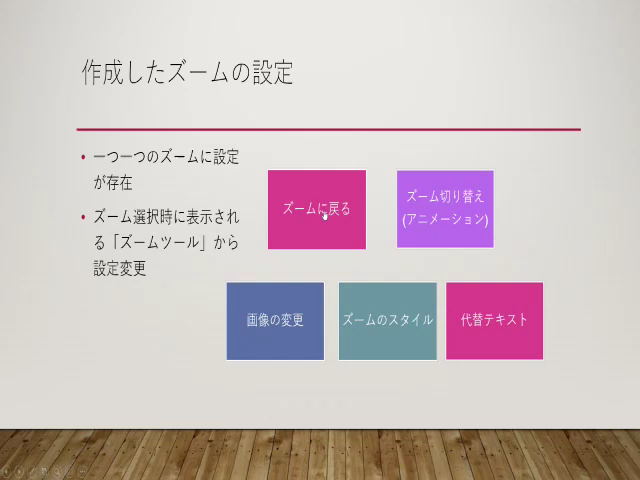 作成したズームの設定
• 一つ一つのズームに設定
が存在
• ズーム選択時に表示され
る「ズームツール」から
設定変更
ズームに戻る
ズーム切り替え
(アニメーション)
画像の変更
ズームのスタイル
代替テキスト